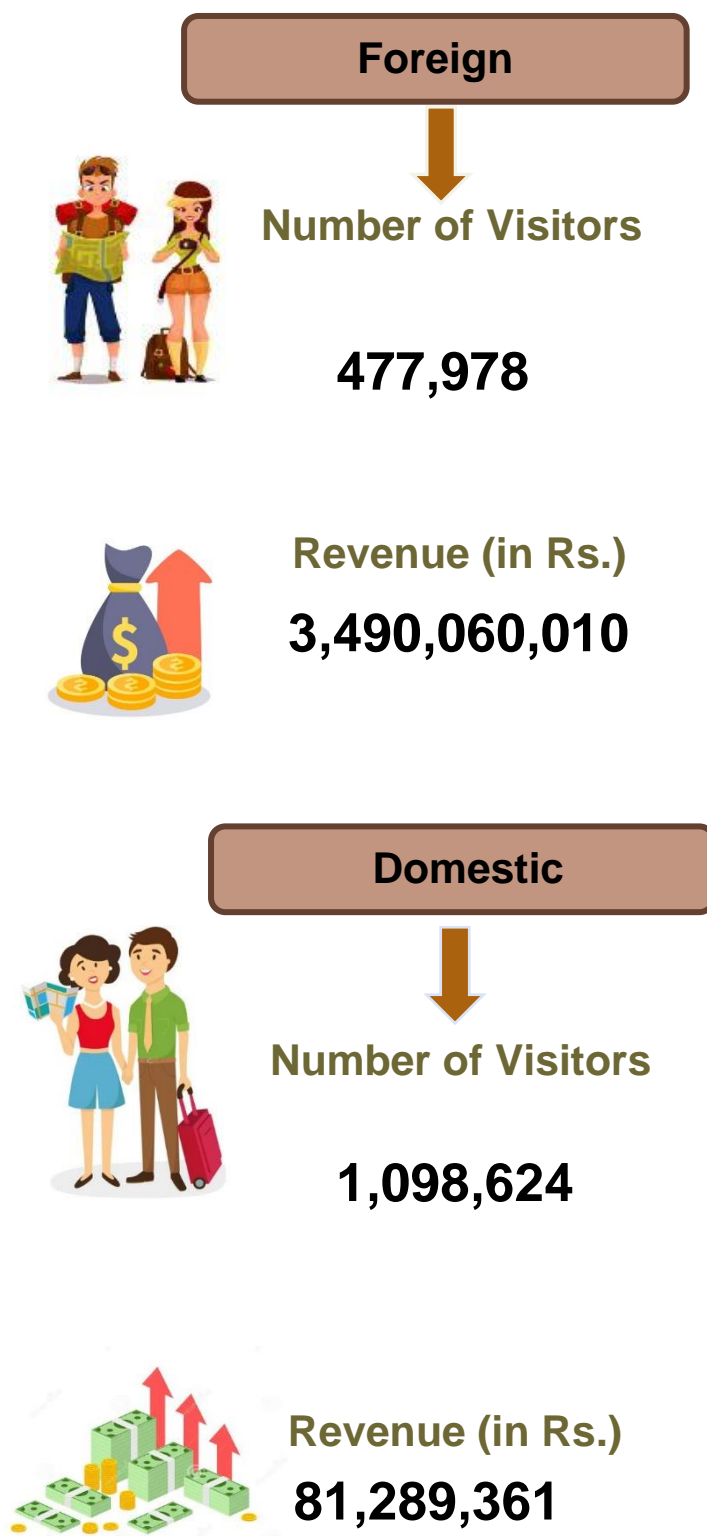 Foreign
Number of Visitors
477,978
Revenue (in Rs.)
$
3,490,060,010
Domestic
Number of Visitors
1,098,624
Revenue (in Rs.)
81,289,361